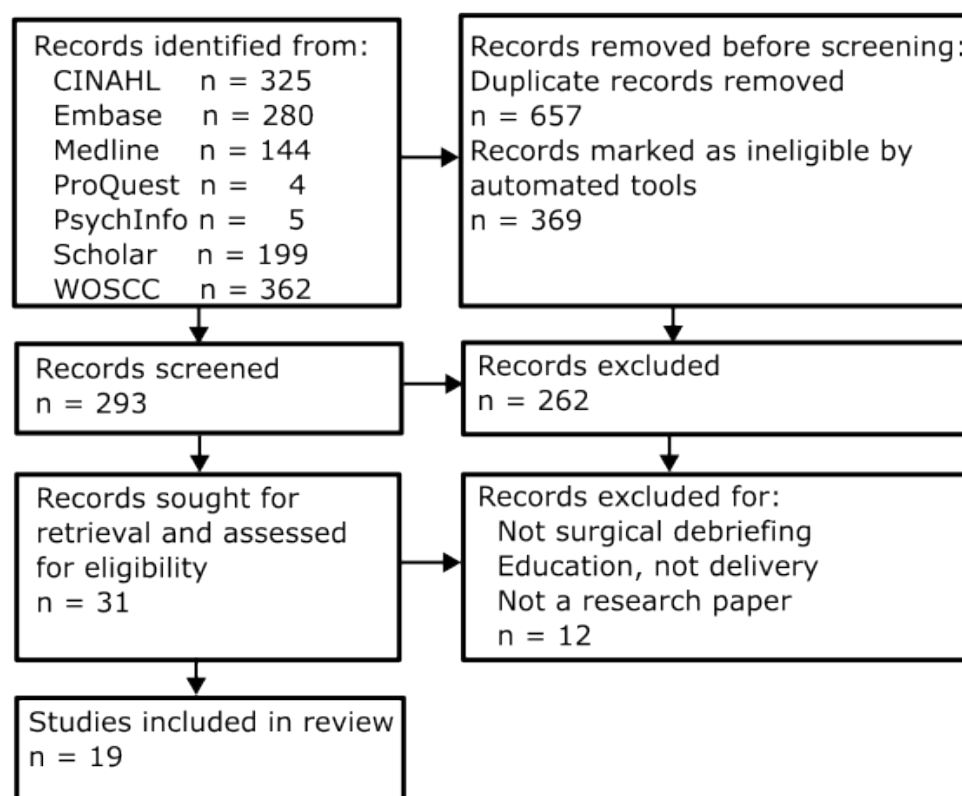 Records identified from:
CINAHL n = 325
Embase n = 280
Medline n = 144
ProQuest n = 4
PsychInfo n = 5
Scholar n = 199
WOSCC n = 362
Records removed before screening:
Duplicate records removed
n = 657
Records marked as ineligible by
automated tools
n = 369
Records screened
n = 293
Records excluded
n = 262
Records sought for
retrieval and assessed
for eligibility
n = 31
Records excluded for:
Not surgical debriefing
Education, not delivery
Not a research paper
n = 12
Studies included in review
n = 19